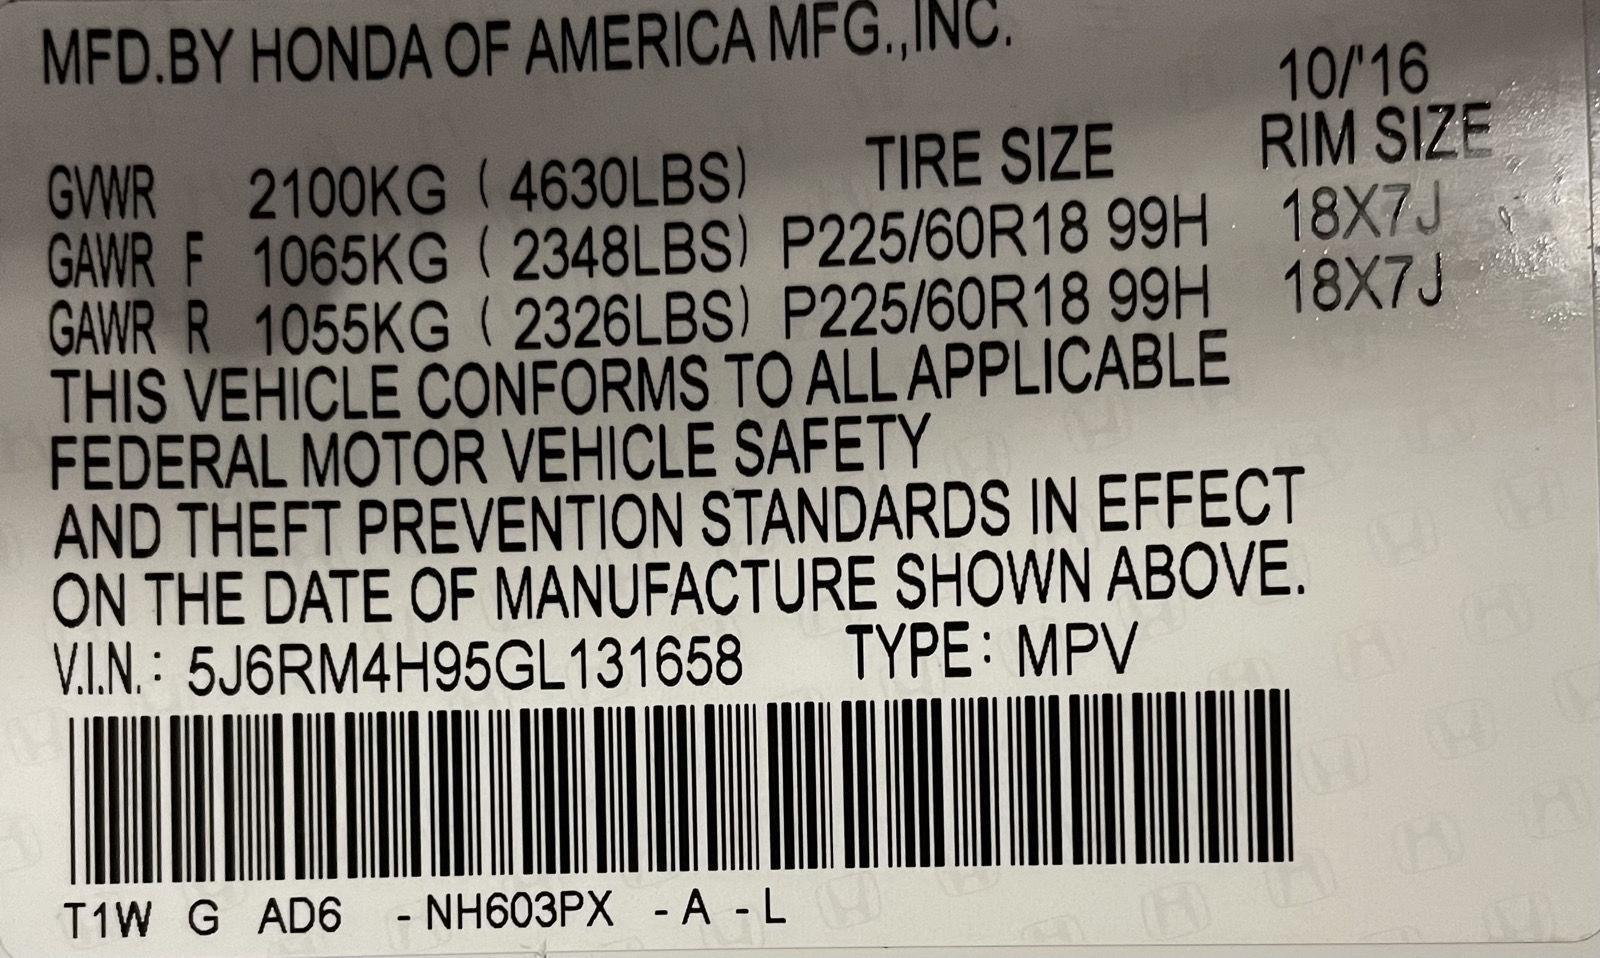 MFD.BY HONDA OF AMERICA MFG.,INC.
10/'16
GVWR 2100KG ( 4630LBS) TIRE SIZE RIM SIZE
GAWR F 1065KG ( 2348LBS) P225/60R18 99H 18X7J
GAWR R 1055KG ( 2326LBS) P225/60R18 99H 18X7J
THIS VEHICLE CONFORMS TO ALL APPLICABLE
FEDERAL MOTOR VEHICLE SAFETY
AND THEFT PREVENTION STANDARDS IN EFFECT
ON THE DATE OF MANUFACTURE SHOWN ABOVE.
V.I.N.: 5J6RM4H95GL131658 TYPE: MPV
T1W G AD6 - NH603PX - A - L